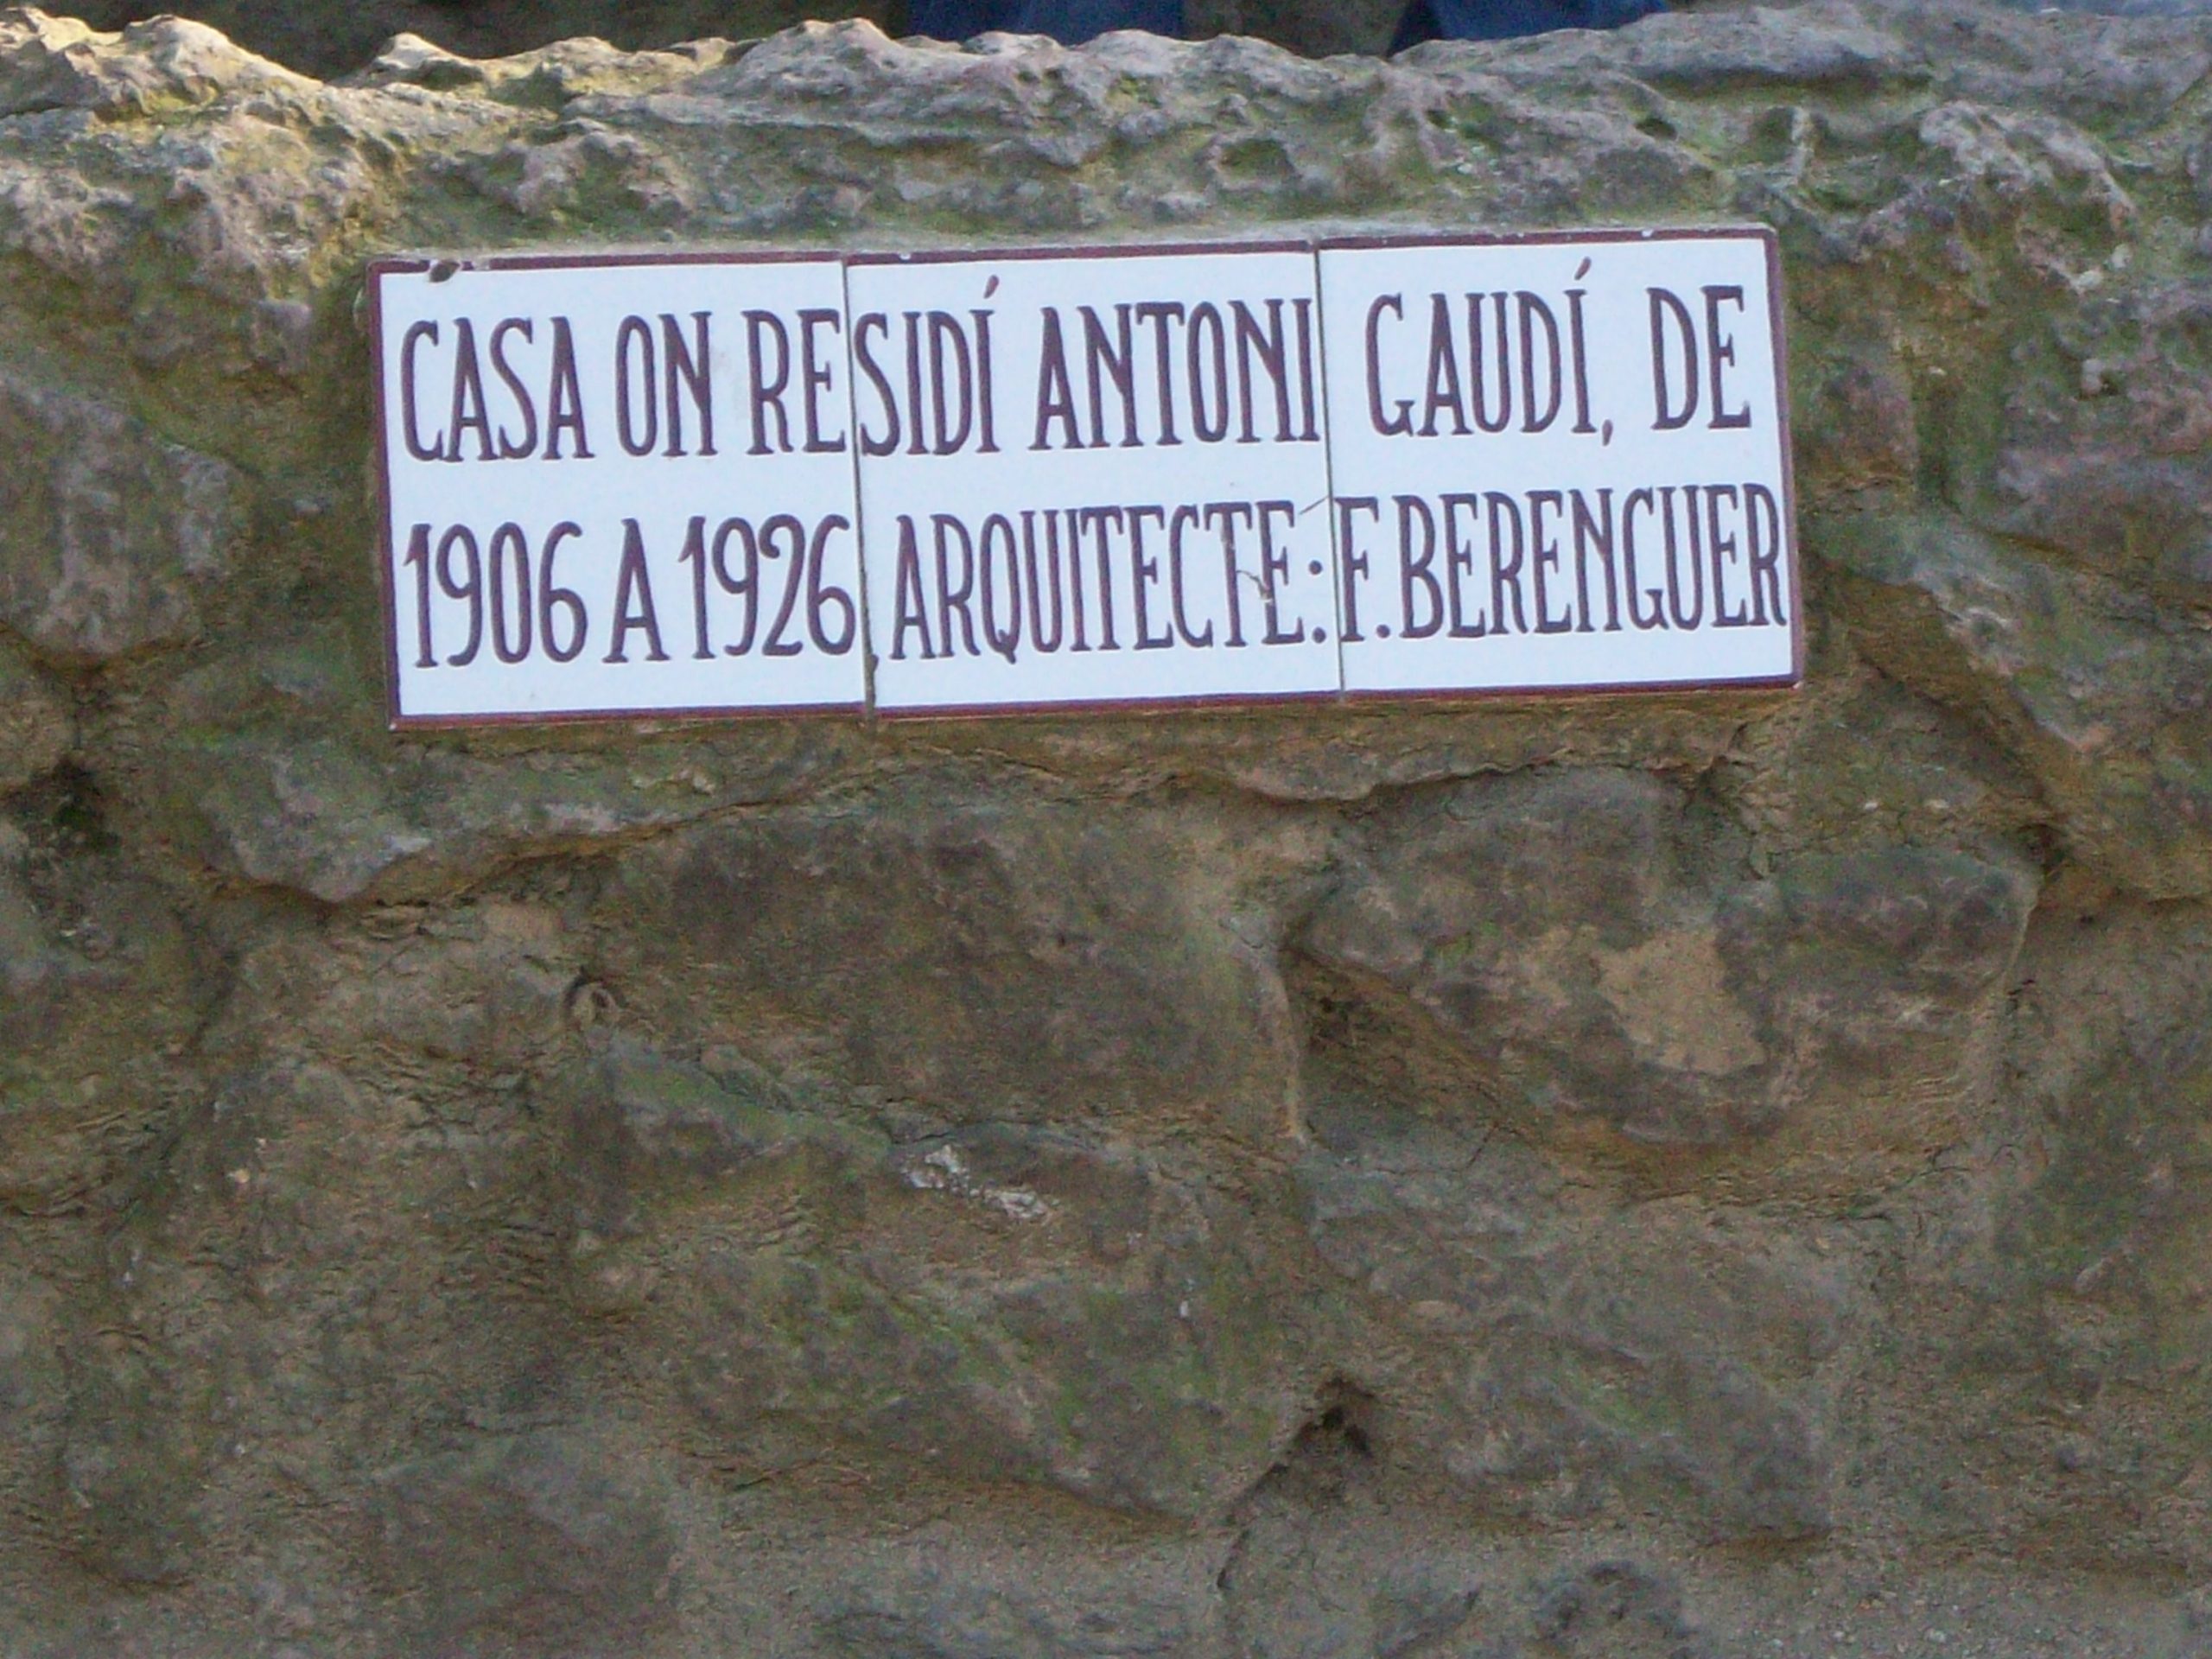 CASA ON RESIDÍ ANTONI GAUDÍ, DE
1906 A 1926 ARQUITECTE: F. BERENGUER